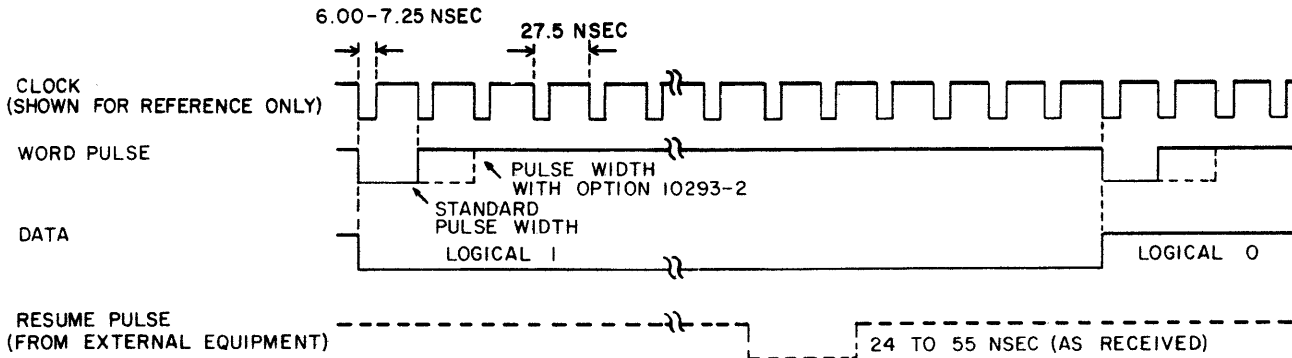 6.00-7.25 NSEC
27.5 NSEC
CLOCK
(SHOWN FOR REFERENCE ONLY)
WORD PULSE
PULSE WIDTH
WITH OPTION 10293-2
STANDARD
PULSE WIDTH
DATA
LOGICAL 1
LOGICAL 0
RESUME PULSE
(FROM EXTERNAL EQUIPMENT)
24 TO 55 NSEC (AS RECEIVED)